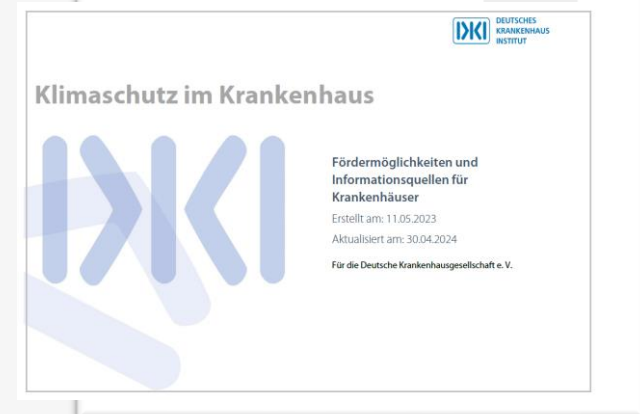 DEUTSCHES
KRANKENHAUS
INSTITUT
Klimaschutz im Krankenhaus
Fördermöglichkeiten und
Informationsquellen für
Krankenhäuser
Erstellt am: 11.05.2023
Aktualisiert am: 30.04.2024
Für die Deutsche Krankenhausgesellschaft e. V.